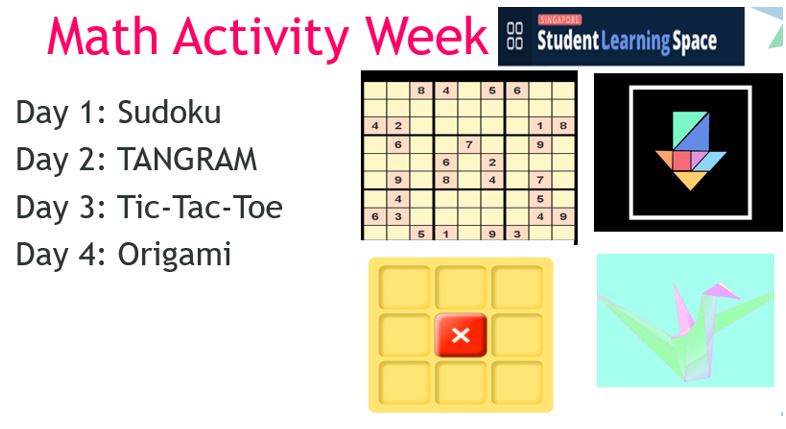 Math Activity Week
SINGAPORE
Student Learning Space
Day 1: Sudoku
Day 2: TANGRAM
Day 3: Tic-Tac-Toe
Day 4: Origami
8 4 5 6
4 2 1 8
6 7 9
6 2
9 8 4 7
4 5
6 3 4 9
5 1 9 3
×